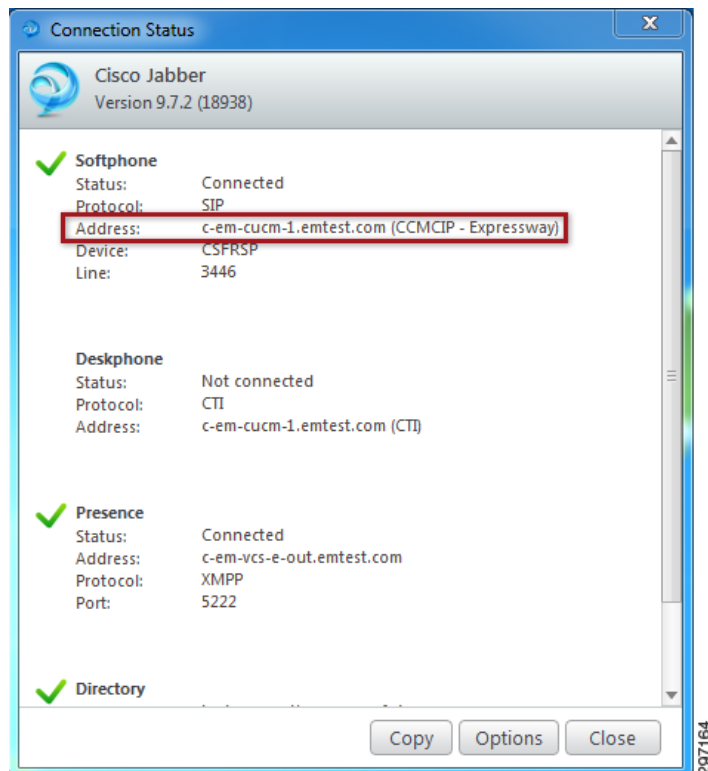 Connection Status
x
Cisco Jabber
Version 9.7.2 (18938)
Softphone
Status: Connected
Protocol: SIP
Address: c-em-cucm-1.emtest.com (CCMCIP - Expressway)
Device: CSFRSP
Line: 3446
Deskphone
Status: Not connected
Protocol: CTI
Address: c-em-cucm-1.emtest.com (CTI)
Presence
Status: Connected
Address: c-em-vcs-e-out.emtest.com
Protocol: XMPP
Port: 5222
Directory
Copy Options Close
297164